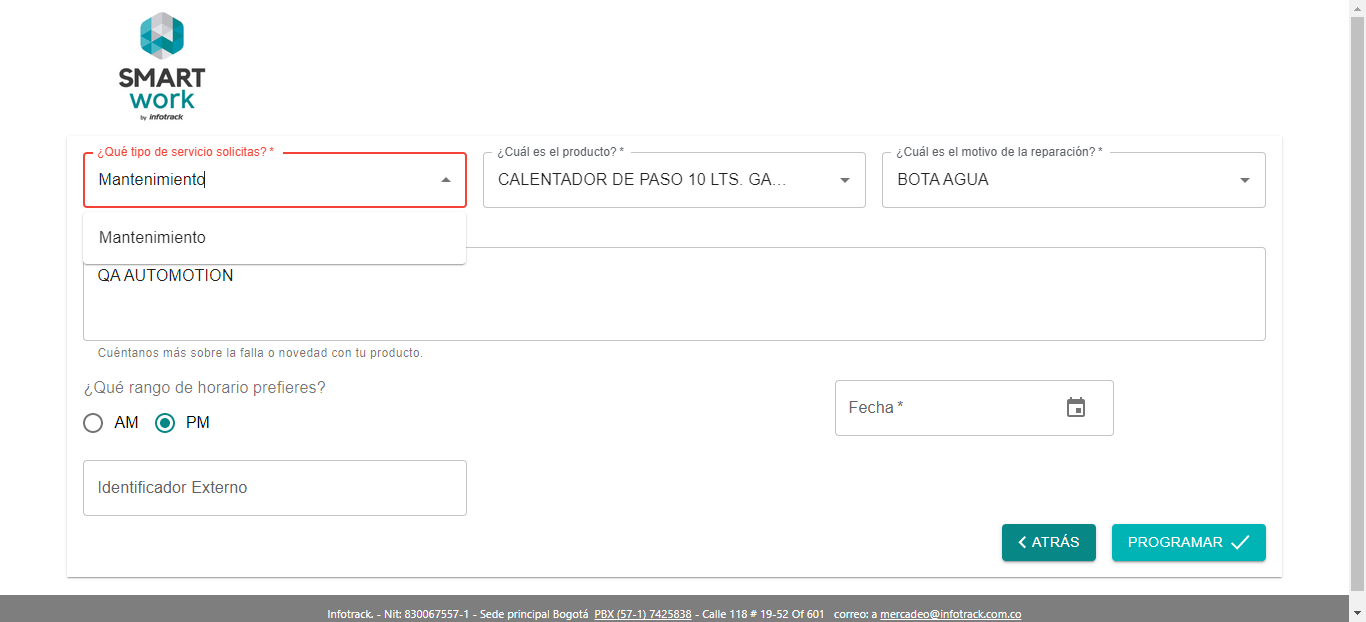 SMART
work
by infotrack
¿Qué tipo de servicio solicitas? *
Mantenimiento
¿Cuál es el producto? *
CALENTADOR DE PASO 10 LTS. GA...
¿Cuál es el motivo de la reparación? *
BOTA AGUA
Mantenimiento
QA AUTOMOTION
Cuéntanos más sobre la falla o novedad con tu producto.
¿Qué rango de horario prefieres?
AM
PM
Fecha *
Identificador Externo
ATRÁS
PROGRAMAR
Infotrack. - Nit: 830067557-1 - Sede principal Bogotá PBX (57-1) 7425838 - Calle 118 # 19-52 Of 601 correo: a mercadeo@infotrack.com.co